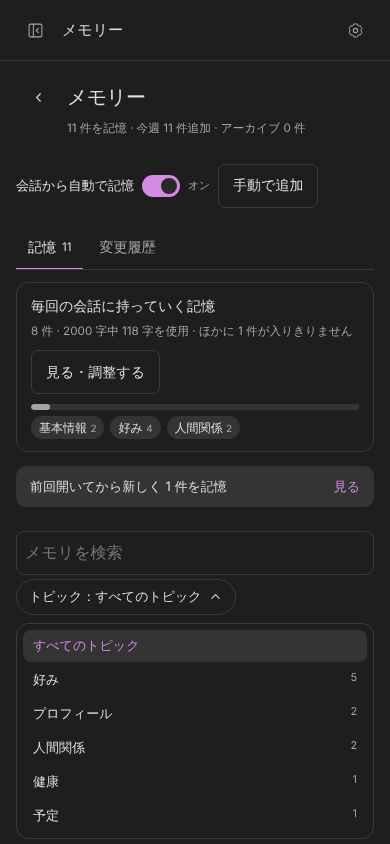 メモリー
メモリー
11 件を記憶 · 今週 11 件追加 · アーカイブ 0 件
会話から自動で記憶 オン 手動で追加
記憶 11 変更履歴
毎回の会話に持っていく記憶
8 件 · 2000 字中 118 字を使用 · ほかに 1 件が入りきりません
見る・調整する
基本情報 2 好み 4 人間関係 2
前回開いてから新しく 1 件を記憶 見る
メモリを検索
トピック：すべてのトピック
すべてのトピック
好み 5
プロフィール 2
人間関係 2
健康 1
予定 1